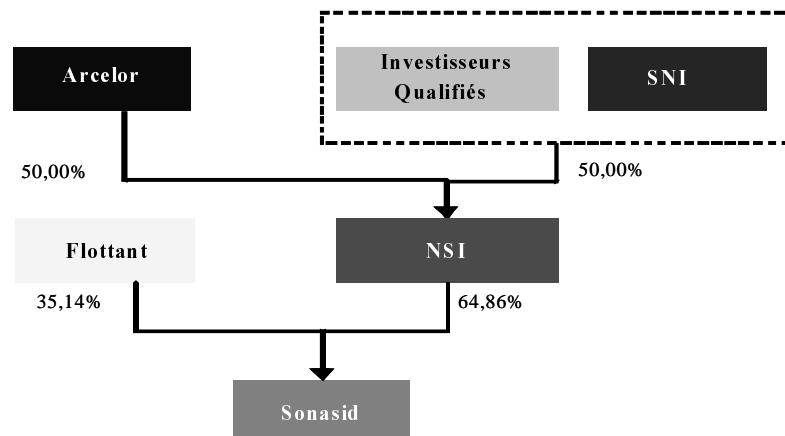 Arcelor
Investisseurs
Qualifiés
SNI
50,00%
50,00%
Flottant
NSI
35,14%
64,86%
Sonasid